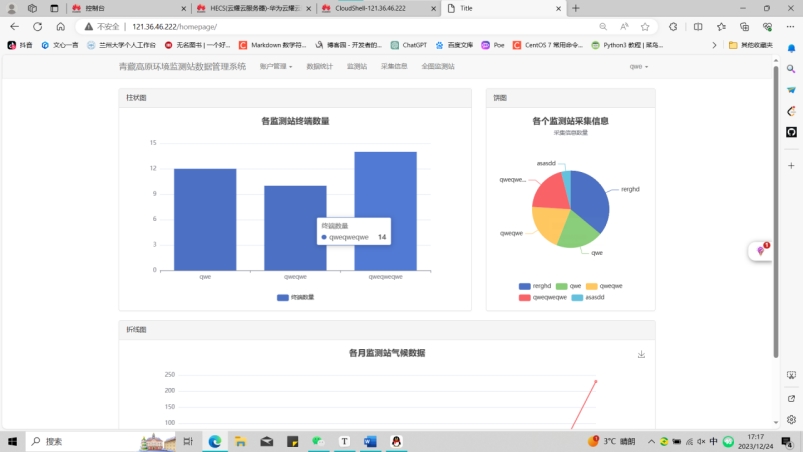 控制台
HECS(云耀云服务器)-华为云耀
CloudShell-121.36.46.222
Title
不安全 | 121.36.46.222/homepage/
抖音
文心一言
兰州大学个人工作台
无名图书 | 一个好...
Markdown 数学符...
博客园 - 开发者的...
ChatGPT
百度文库
Poe
CentOS 7 常用命令...
Python3 教程 | 菜鸟...
其他收藏夹
青藏高原环境监测站数据管理系统
账户管理
数据统计
监测站
采集信息
全国监测站
qwe
柱状图
各监测站终端数量
15
12
9
6
3
0
终端数量
qweqweqwe 14
qwe
qweqwe
qweqweqwe
终端数量
饼图
各个监测站采集信息
采集信息数量
asasdd
rerghd
qweqwe...
qweqwe
qwe
rerghd
qwe
qweqwe
qweqweqwe
asasdd
折线图
各月监测站气候数据
250
200
150
100
搜索
3°C 晴朗
中
17:17
2023/12/24